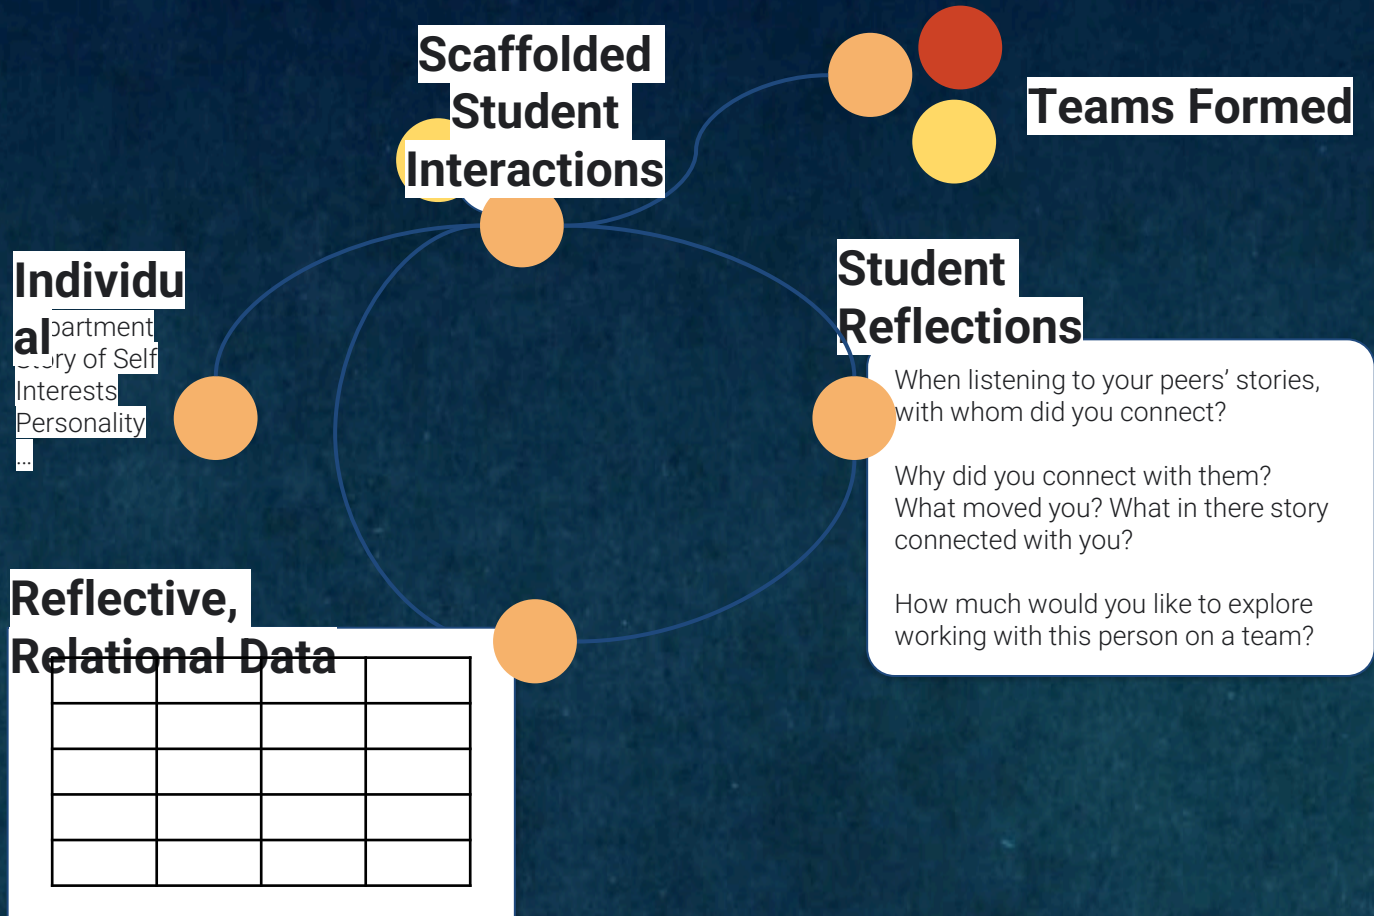 Scaffolded
Student
Interactions
Teams Formed
Individu
al
partment
ry of Self
Interests
Personality
...
Student
Reflections
When listening to your peers’ stories,
with whom did you connect?
Why did you connect with them?
What moved you? What in there story
connected with you?
How much would you like to explore
working with this person on a team?
Reflective,
Relational Data